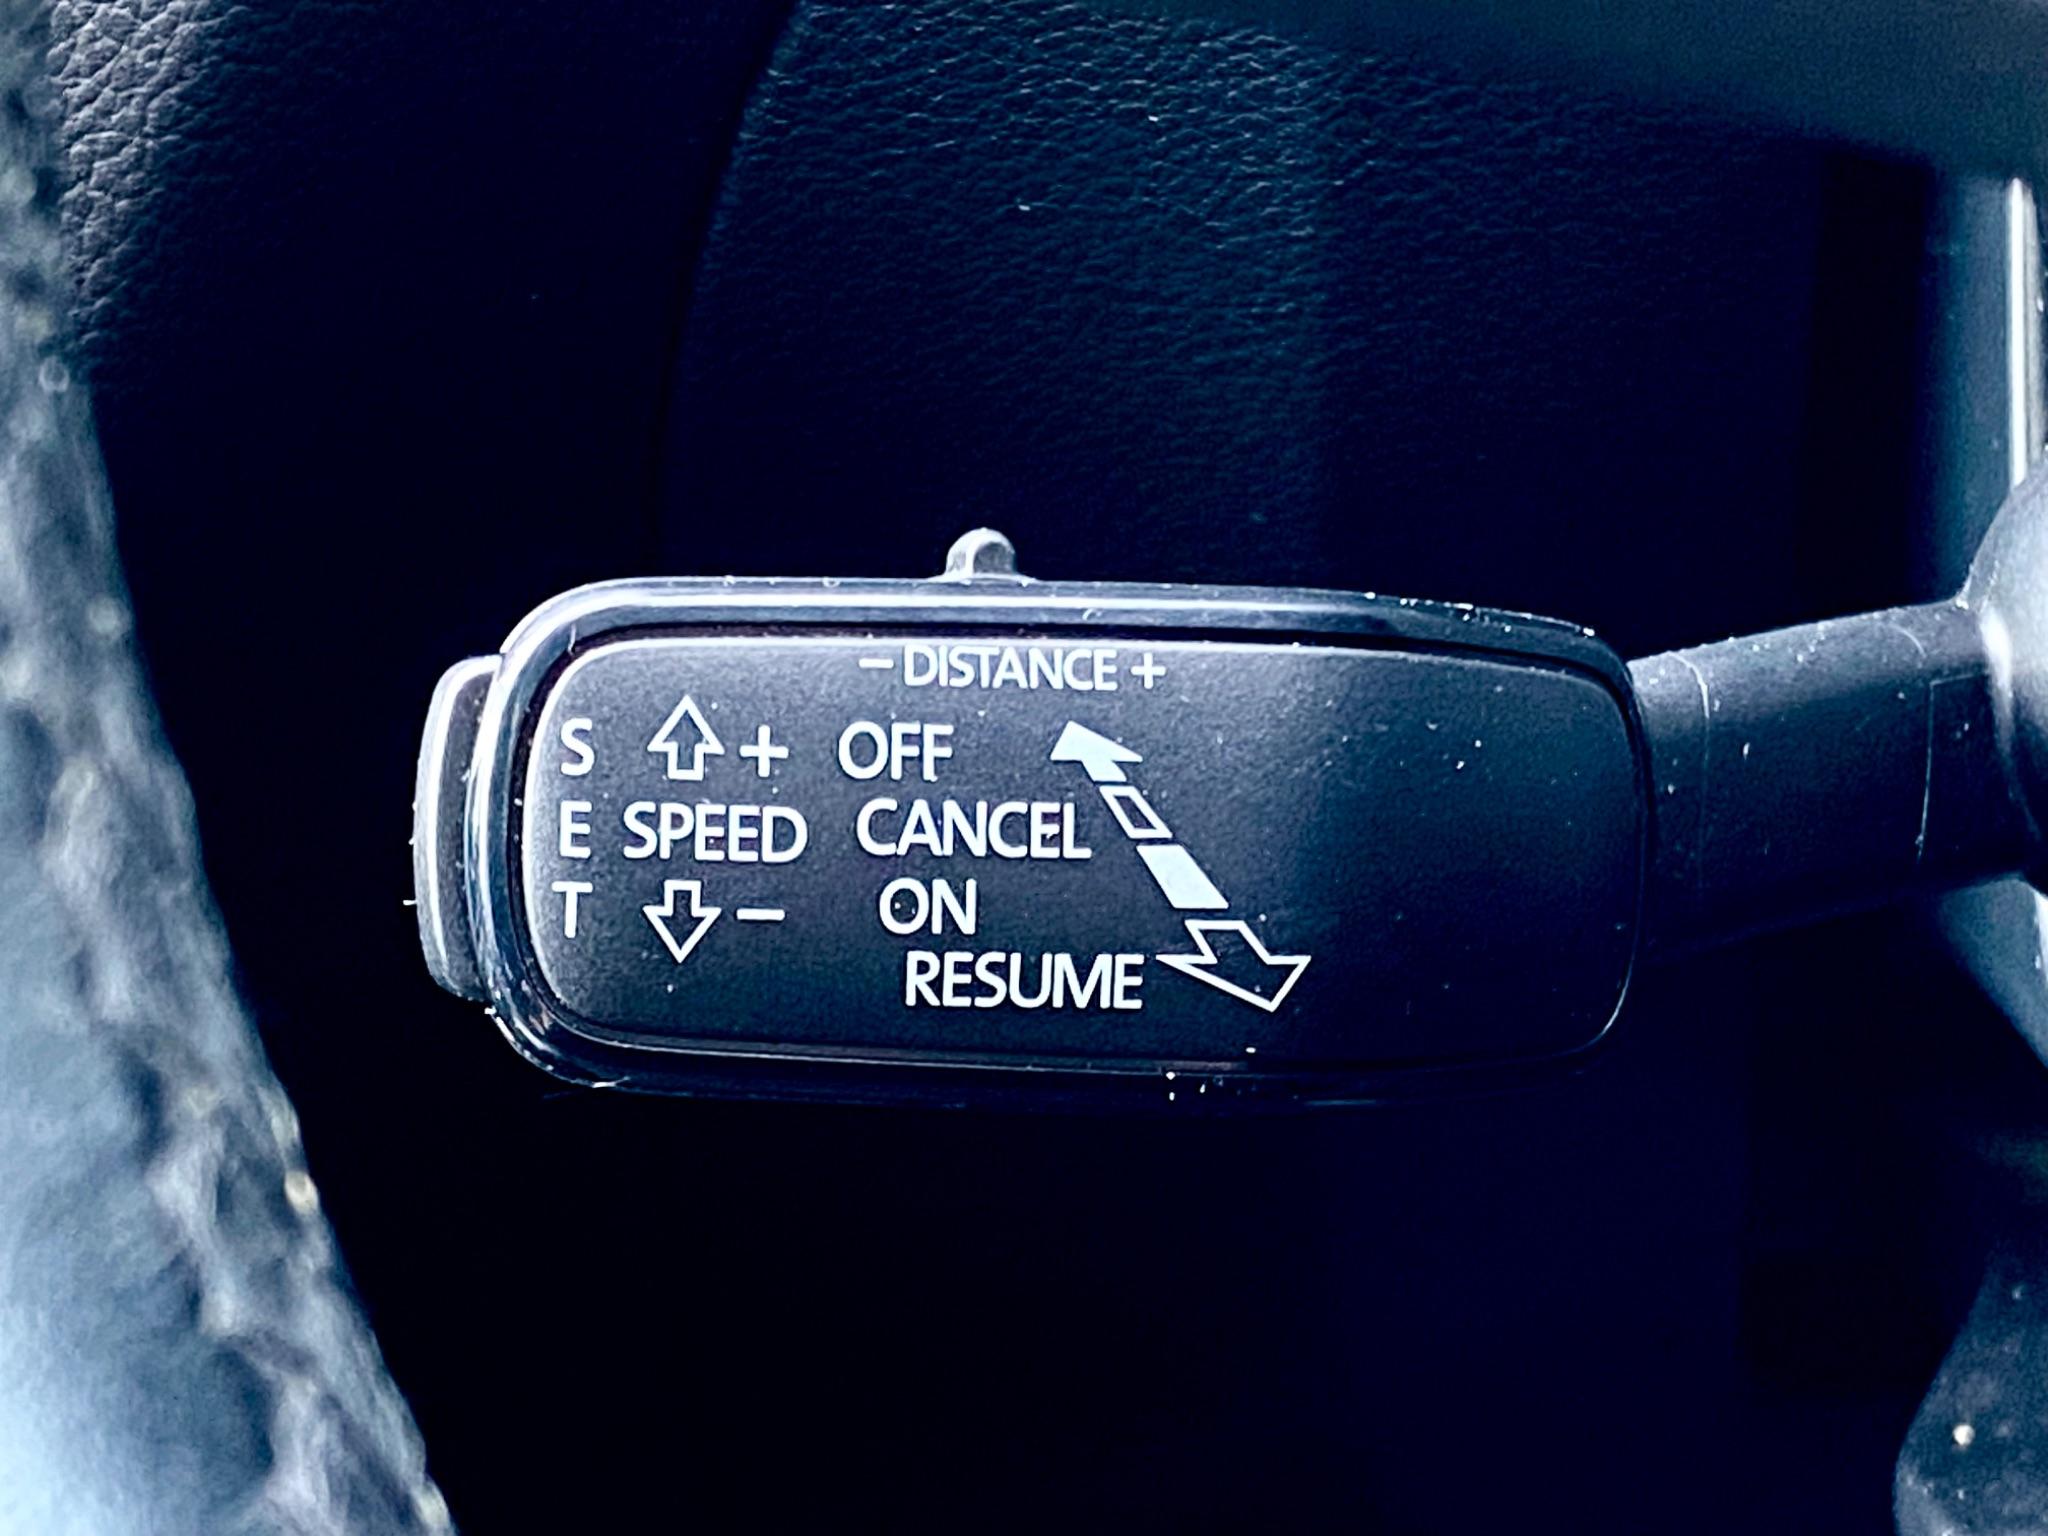 − DISTANCE +
S + OFF
E SPEED CANCEL
T − ON
RESUME